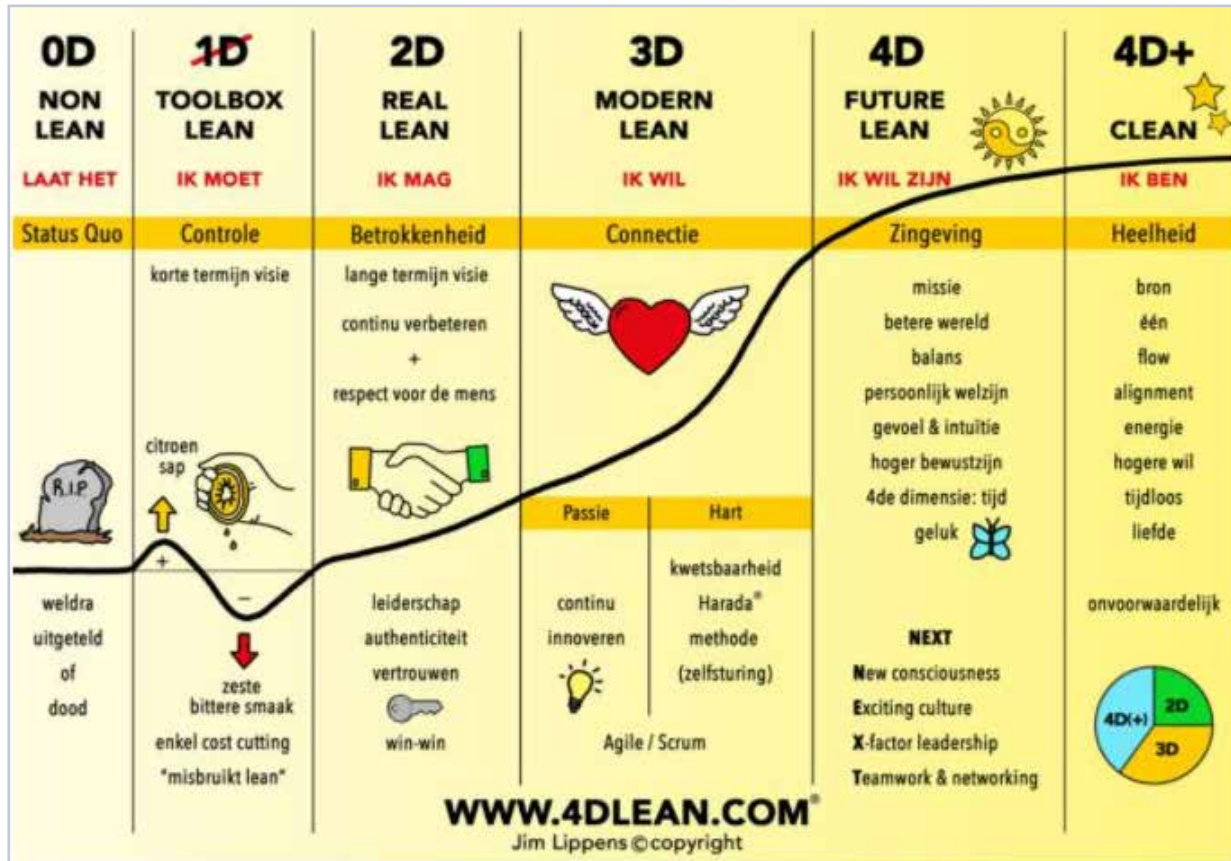 0D
NON
LEAN
LAAT HET
Status Quo
R.I.P
weldra
uitgeteld
of
dood
1D
TOOLBOX
LEAN
IK MOET
Controle
korte termijn visie
citroen
sap
+
−
zeste
bittere smaak
enkel cost cutting
"misbruikt lean"
2D
REAL
LEAN
IK MAG
Betrokkenheid
lange termijn visie
continu verbeteren
+
respect voor de mens
leiderschap
authenticiteit
vertrouwen
win-win
3D
MODERN
LEAN
IK WIL
Connectie
Passie
continu
innoveren
Hart
kwetsbaarheid
Harada®
methode
(zelfsturing)
Agile / Scrum
4D
FUTURE
LEAN
IK WIL ZIJN
Zingeving
missie
betere wereld
balans
persoonlijk welzijn
gevoel & intuïtie
hoger bewustzijn
4de dimensie: tijd
geluk
NEXT
New consciousness
Exciting culture
X-factor leadership
Teamwork & networking
4D+
CLEAN
IK BEN
Heelheid
bron
één
flow
alignment
energie
hogere wil
tijdloos
liefde
onvoorwaardelijk
4D(+)
2D
3D
WWW.4DLEAN.COM®
Jim Lippens ©copyright